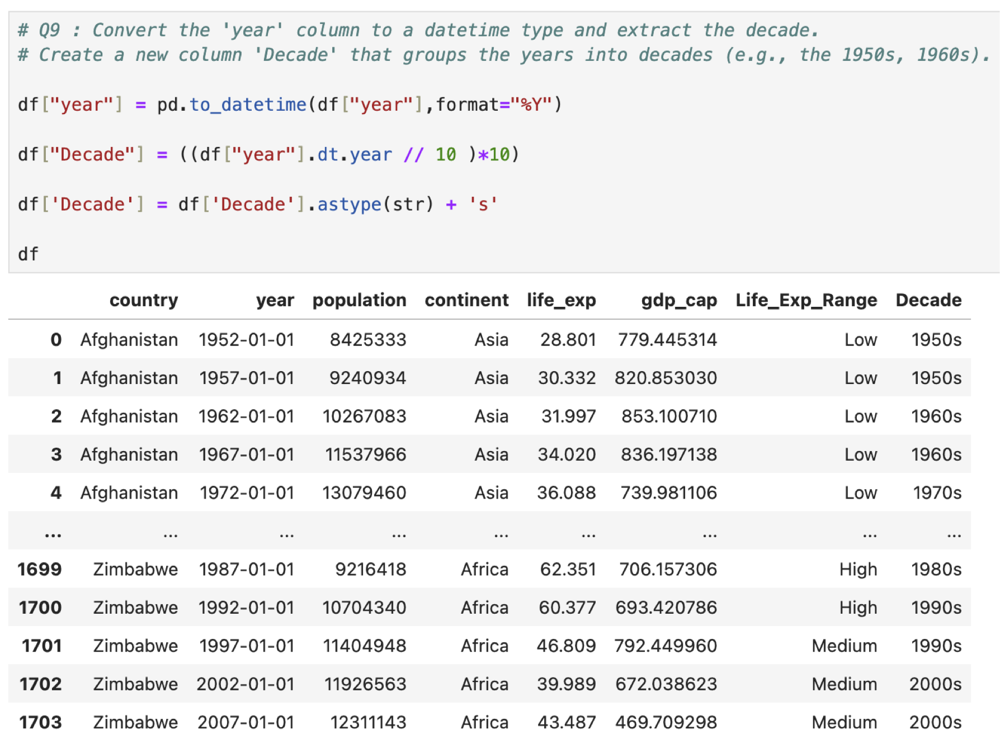 # Q9 : Convert the 'year' column to a datetime type and extract the decade.
# Create a new column 'Decade' that groups the years into decades (e.g., the 1950s, 1960s).
df["year"] = pd.to_datetime(df["year"],format="%Y")
df["Decade"] = ((df["year"].dt.year // 10 )*10)
df['Decade'] = df['Decade'].astype(str) + 's'
df
country year population continent life_exp gdp_cap Life_Exp_Range Decade
0 Afghanistan 1952-01-01 8425333 Asia 28.801 779.445314 Low 1950s
1 Afghanistan 1957-01-01 9240934 Asia 30.332 820.853030 Low 1950s
2 Afghanistan 1962-01-01 10267083 Asia 31.997 853.100710 Low 1960s
3 Afghanistan 1967-01-01 11537966 Asia 34.020 836.197138 Low 1960s
4 Afghanistan 1972-01-01 13079460 Asia 36.088 739.981106 Low 1970s
... ... ... ... ... ... ... ... ...
1699 Zimbabwe 1987-01-01 9216418 Africa 62.351 706.157306 High 1980s
1700 Zimbabwe 1992-01-01 10704340 Africa 60.377 693.420786 High 1990s
1701 Zimbabwe 1997-01-01 11404948 Africa 46.809 792.449960 Medium 1990s
1702 Zimbabwe 2002-01-01 11926563 Africa 39.989 672.038623 Medium 2000s
1703 Zimbabwe 2007-01-01 12311143 Africa 43.487 469.709298 Medium 2000s